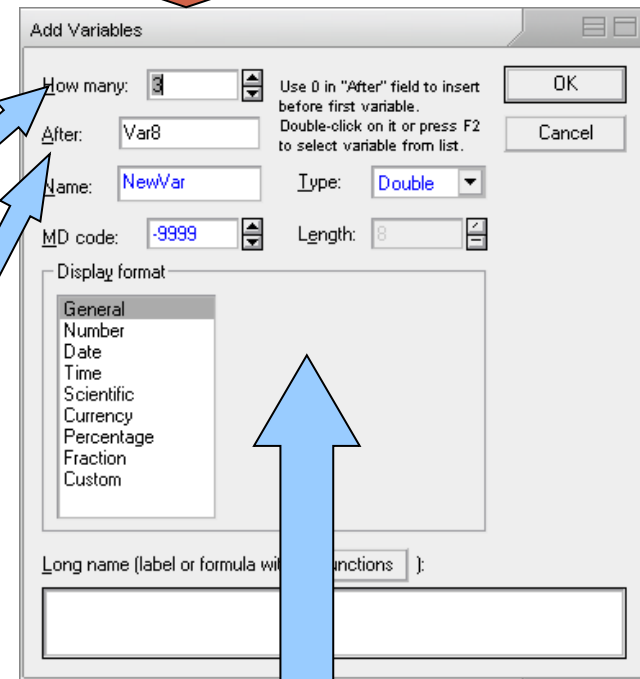 Add Variables
How many: 3
Use 0 in "After" field to insert
before first variable.
Double-click on it or press F2
to select variable from list.
OK
After: Var8
Cancel
Name: NewVar
Type: Double
MD code: -9999
Length: 8
Display format
General
Number
Date
Time
Scientific
Currency
Percentage
Fraction
Custom
Long name (label or formula ):